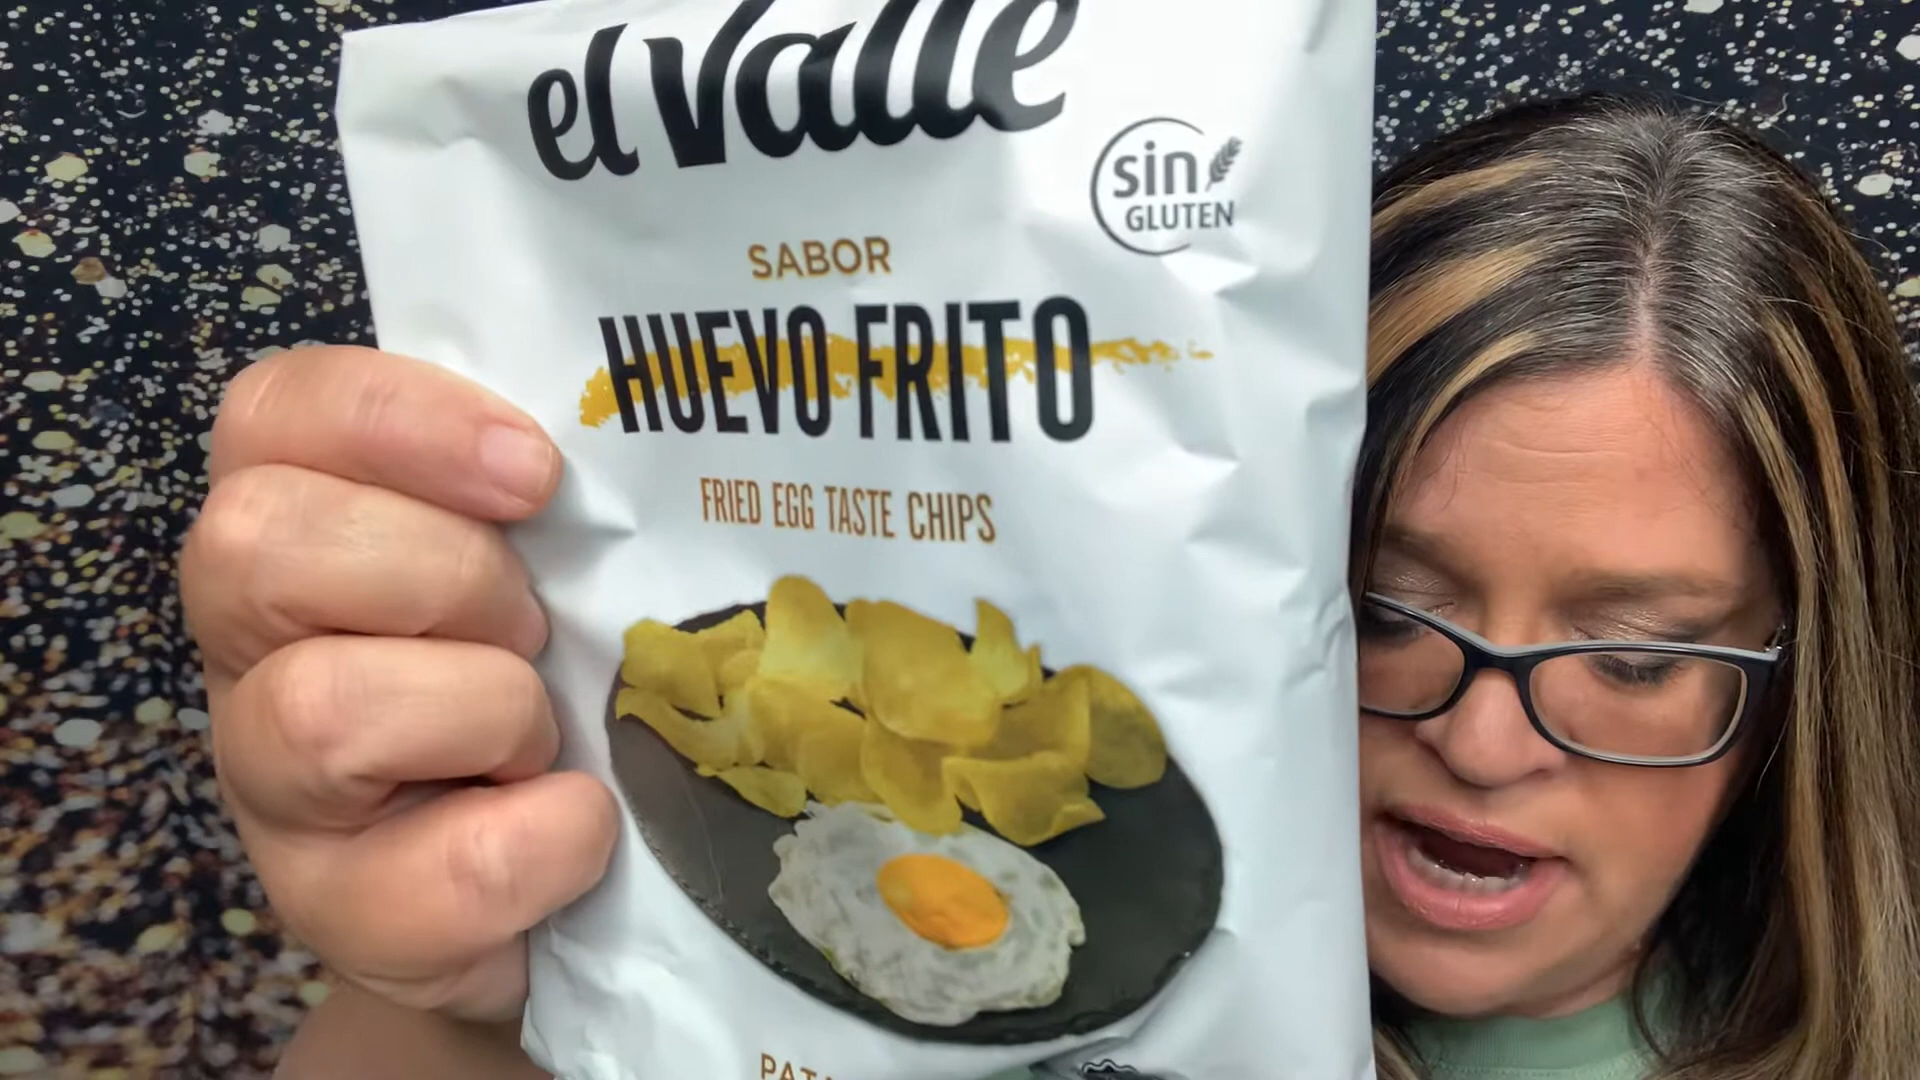 el Valle
sin
GLUTEN
SABOR
HUEVO FRITO
FRIED EGG TASTE CHIPS